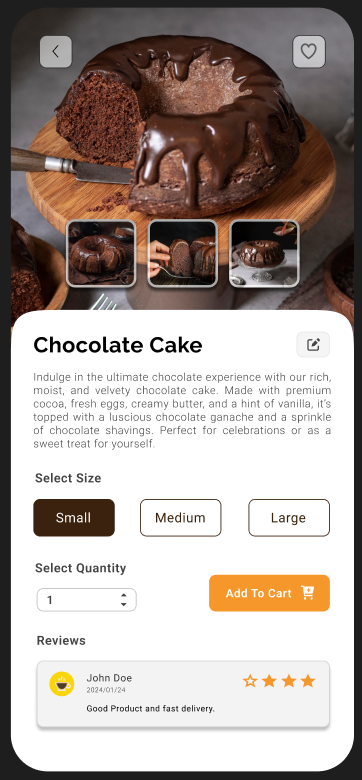 Chocolate Cake
Indulge in the ultimate chocolate experience with our rich,
moist, and velvety chocolate cake. Made with premium
cocoa, fresh eggs, creamy butter, and a hint of vanilla, it's
topped with a luscious chocolate ganache and a sprinkle
of chocolate shavings. Perfect for celebrations or as a
sweet treat for yourself.
Select Size
Small Medium Large
Select Quantity
1
Add To Cart
Reviews
John Doe
2024/01/24
Good Product and fast delivery.